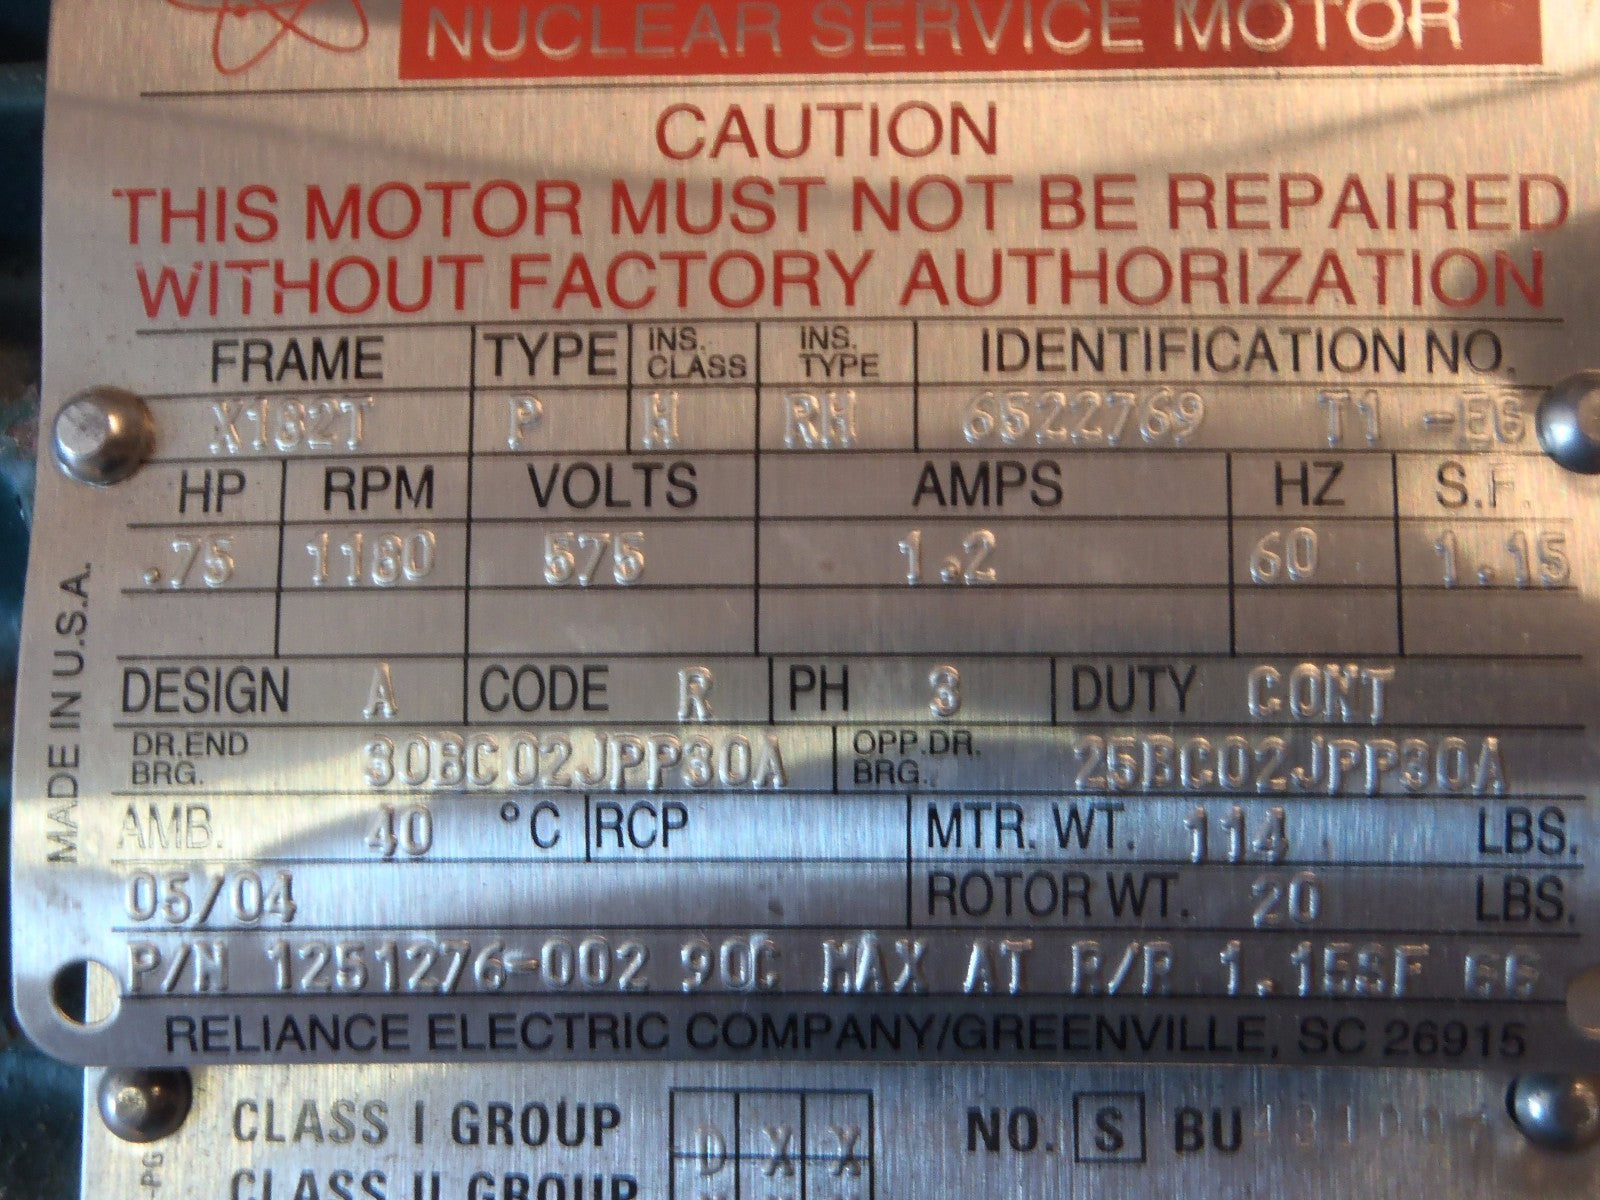 NUCLEAR SERVICE MOTOR
CAUTION
THIS MOTOR MUST NOT BE REPAIRED
WITHOUT FACTORY AUTHORIZATION
FRAME TYPE INS. CLASS INS. TYPE IDENTIFICATION NO.
X182T P H RH 6522769 T1 -EG
HP RPM VOLTS AMPS HZ S.F.
.75 1180 575 1.2 60 1.15
DESIGN A CODE R PH 3 DUTY CONT
DR.END BRG. 30BC02JPP30A OPP.DR. BRG. 25BC02JPP30A
AMB. 40 °C RCP MTR. WT. 114 LBS.
05/04 ROTOR WT. 20 LBS.
P/N 1251276-002 90C MAX AT R/R 1.15SF GG
RELIANCE ELECTRIC COMPANY/GREENVILLE, SC 26915
MADE IN U.S.A.
CLASS I GROUP D X X NO. S BU
CLASS II GROUP
-PG